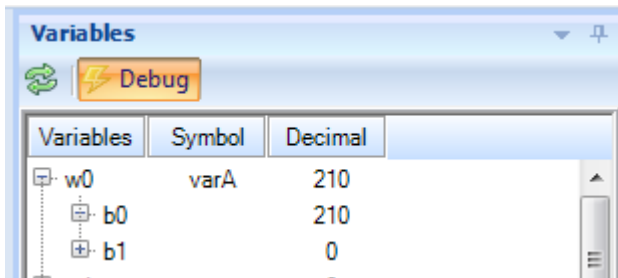 Variables
Debug
Variables Symbol Decimal
w0 varA 210
b0 210
b1 0